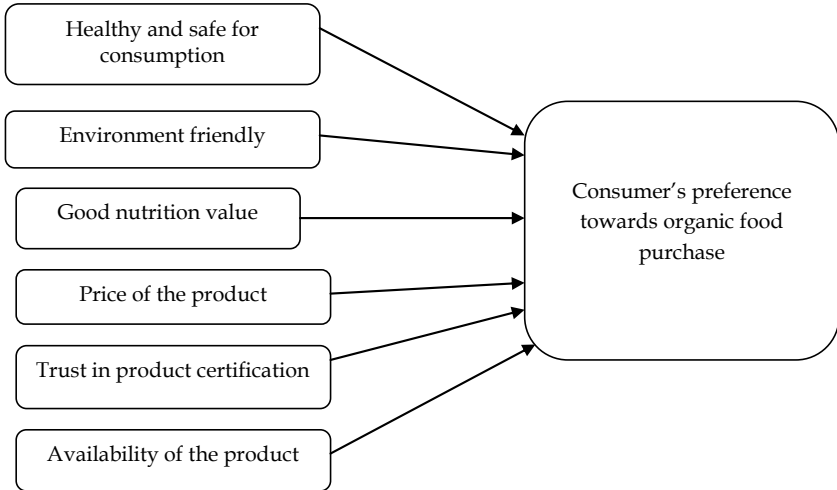 Healthy and safe for
consumption
Environment friendly
Good nutrition value
Price of the product
Trust in product certification
Availability of the product
Consumer’s preference
towards organic food
purchase